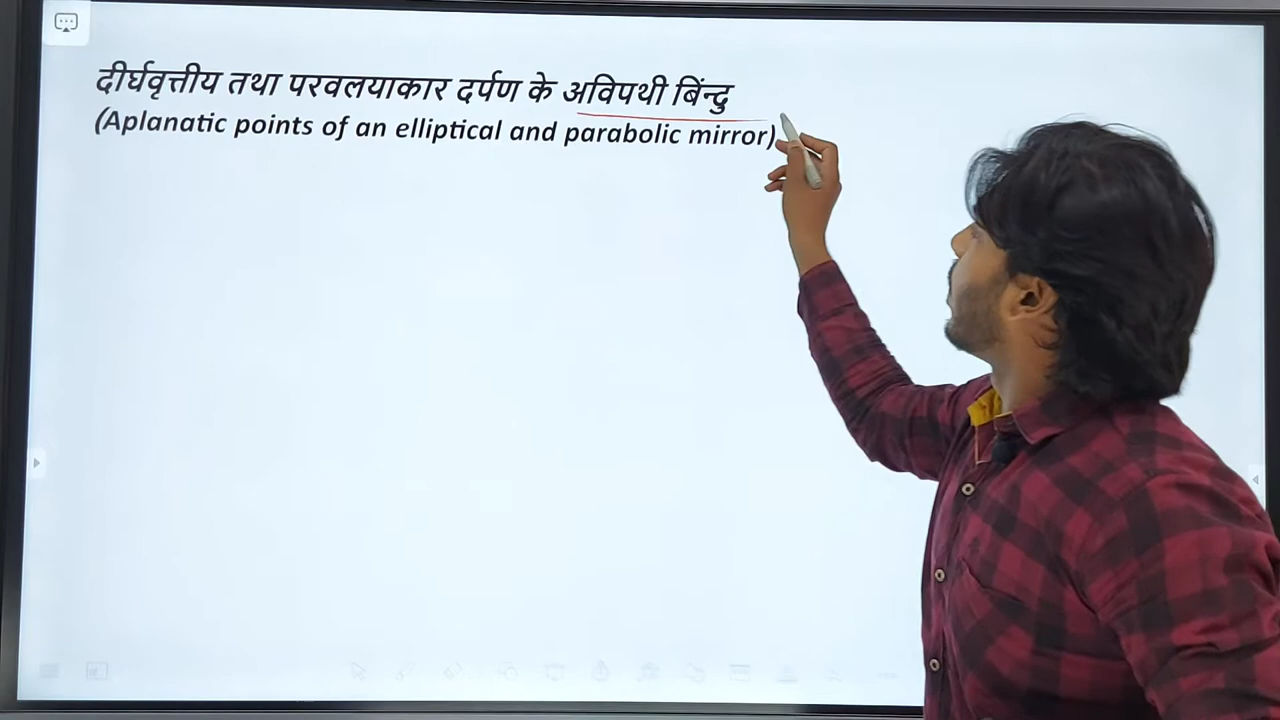 दीर्घवृत्तीय तथा परवलयाकार दर्पण के अविपथी बिंन्दु
(Aplanatic points of an elliptical and parabolic mirror)